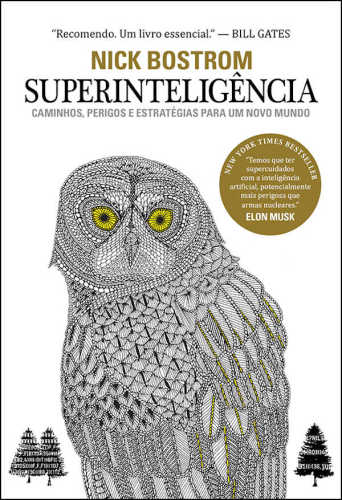 “Recomendo. Um livro essencial.” — BILL GATES
NICK BOSTROM
SUPERINTELIGÊNCIA
CAMINHOS, PERIGOS E ESTRATÉGIAS PARA UM NOVO MUNDO
NEW YORK TIMES BESTSELLER
“Temos que ter
supercuidados
com a inteligência
artificial, potencialmente
mais perigosa que
armas nucleares.”
ELON MUSK